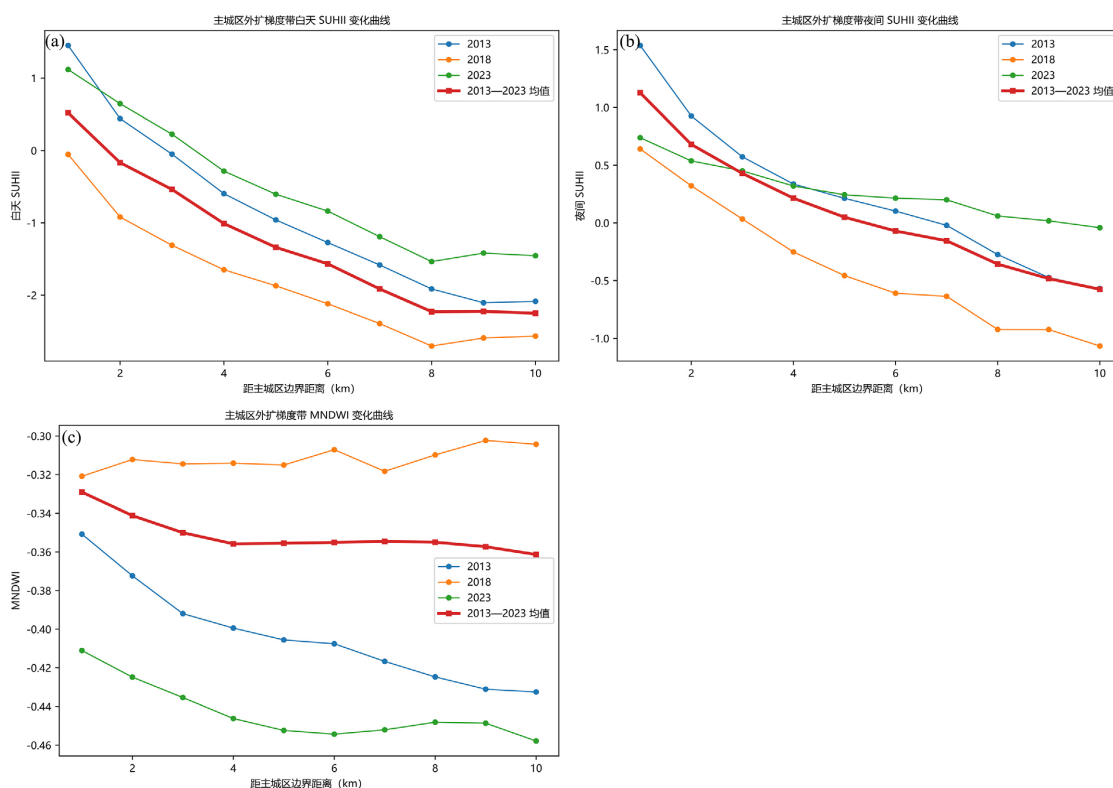 主城区外扩梯度带白天 SUHII 变化曲线
(a)
2013
2018
2023
2013—2023 均值
1
0
-1
-2
白天 SUHII
2
4
6
8
10
距主城区边界距离（km）
主城区外扩梯度带夜间 SUHII 变化曲线
(b)
2013
2018
2023
2013—2023 均值
1.5
1.0
0.5
0.0
-0.5
-1.0
夜间 SUHII
2
4
6
8
10
距主城区边界距离（km）
主城区外扩梯度带 MNDWI 变化曲线
(c)
-0.30
-0.32
-0.34
-0.36
-0.38
-0.40
-0.42
-0.44
-0.46
MNDWI
2013
2018
2023
2013—2023 均值
2
4
6
8
10
距主城区边界距离（km）